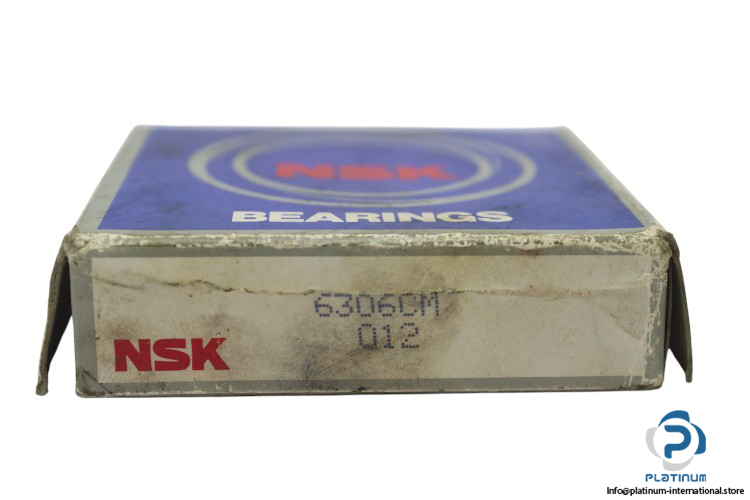 NSK
BEARINGS
6306CM
012
NSK
PLATINUM
Info@platinum-international.store